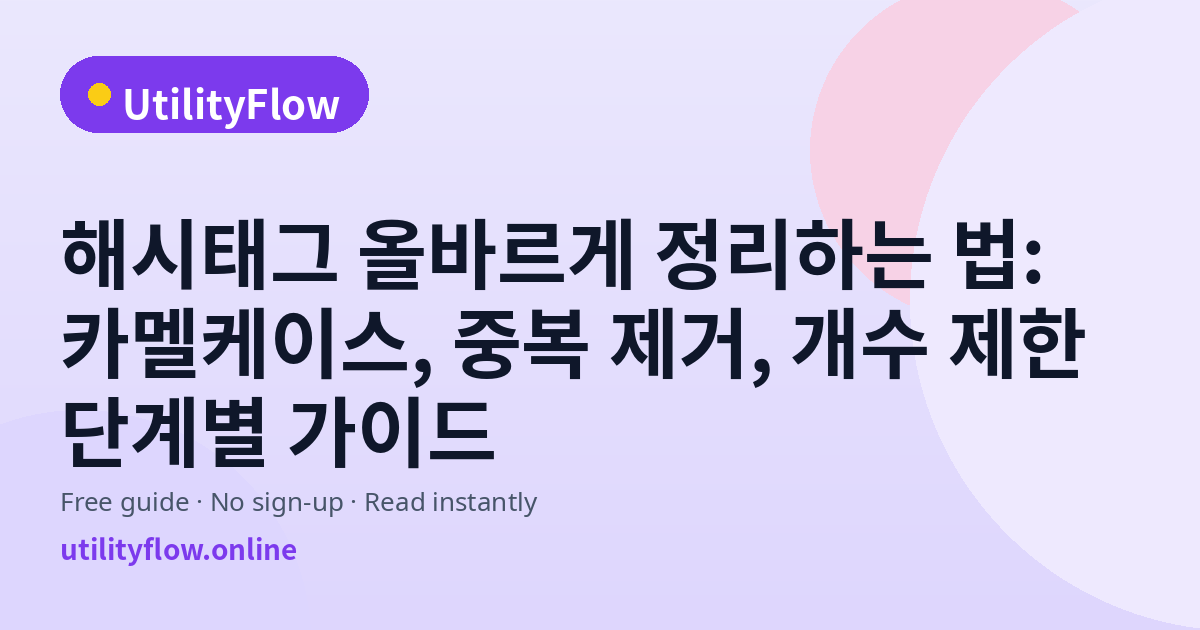 UtilityFlow
해시태그 올바르게 정리하는 법:
카멜케이스, 중복 제거, 개수 제한
단계별 가이드
Free guide · No sign-up · Read instantly
utilityflow.online